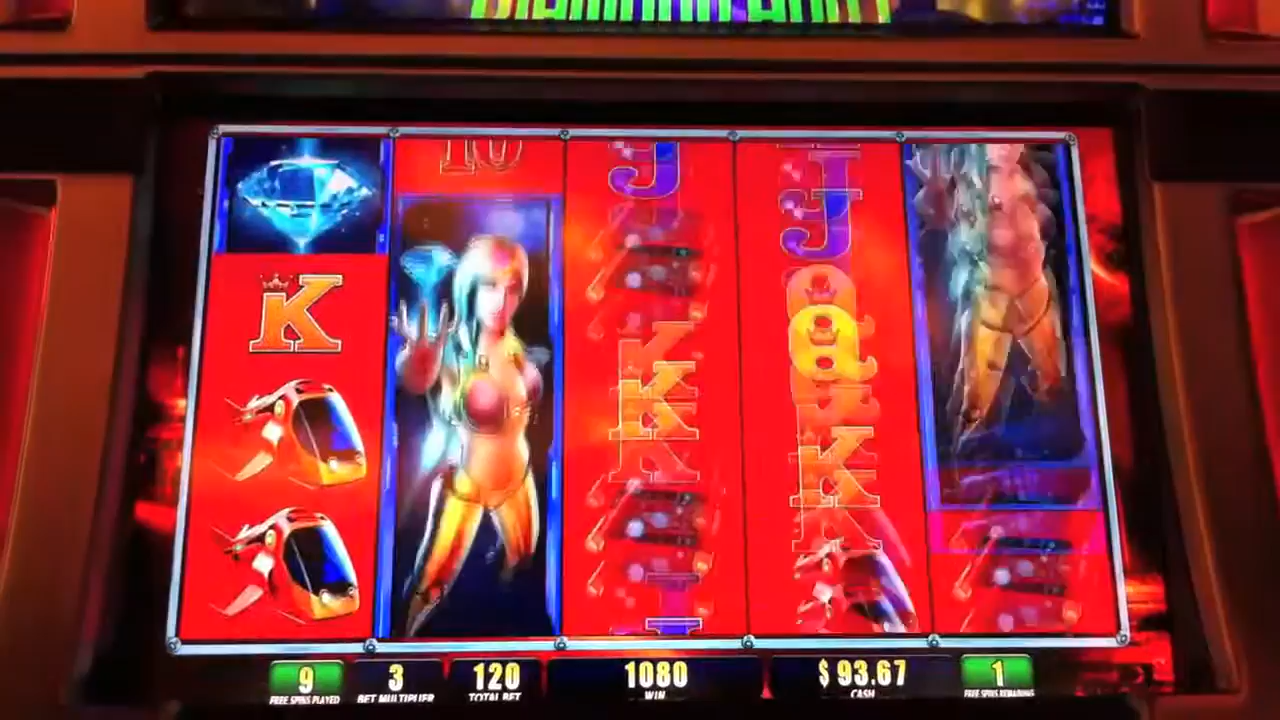 10
J
J
K
Q
K
K
9
FREE SPINS PLAYED
3
BET MULTIPLIER
120
TOTAL BET
1080
WIN
$ 93.67
CASH
1
FREE SPINS REMAINING